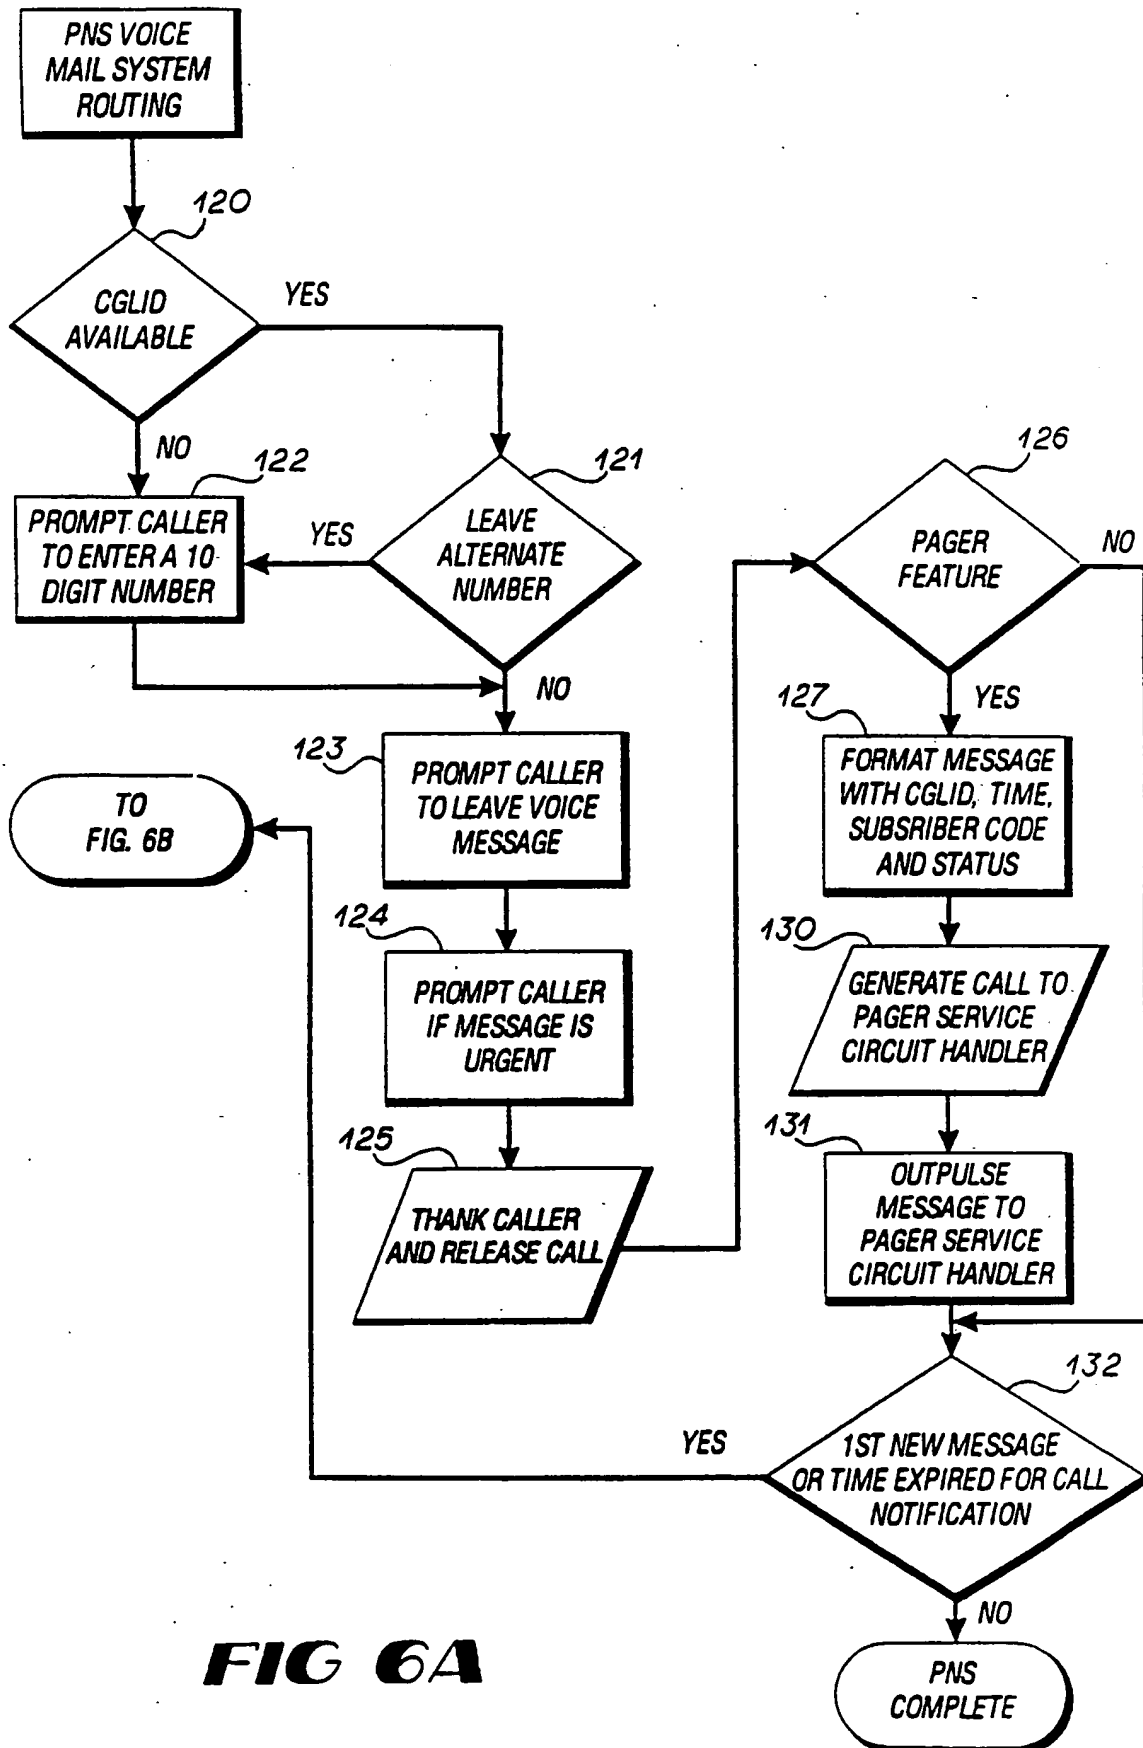 PNS VOICE
MAIL SYSTEM
ROUTING
120
CGLID
AVAILABLE
YES
NO
122
PROMPT CALLER
TO ENTER A 10
DIGIT NUMBER
YES
121
LEAVE
ALTERNATE
NUMBER
NO
123
PROMPT CALLER
TO LEAVE VOICE
MESSAGE
TO
FIG. 6B
124
PROMPT CALLER
IF MESSAGE IS
URGENT
125
THANK CALLER
AND RELEASE CALL
126
PAGER
FEATURE
NO
YES
127
FORMAT MESSAGE
WITH CGLID, TIME,
SUBSRIBER CODE
AND STATUS
130
GENERATE CALL TO
PAGER SERVICE
CIRCUIT HANDLER
131
OUTPULSE
MESSAGE TO
PAGER SERVICE
CIRCUIT HANDLER
132
YES
1ST NEW MESSAGE
OR TIME EXPIRED FOR CALL
NOTIFICATION
NO
PNS
COMPLETE
FIG 6A